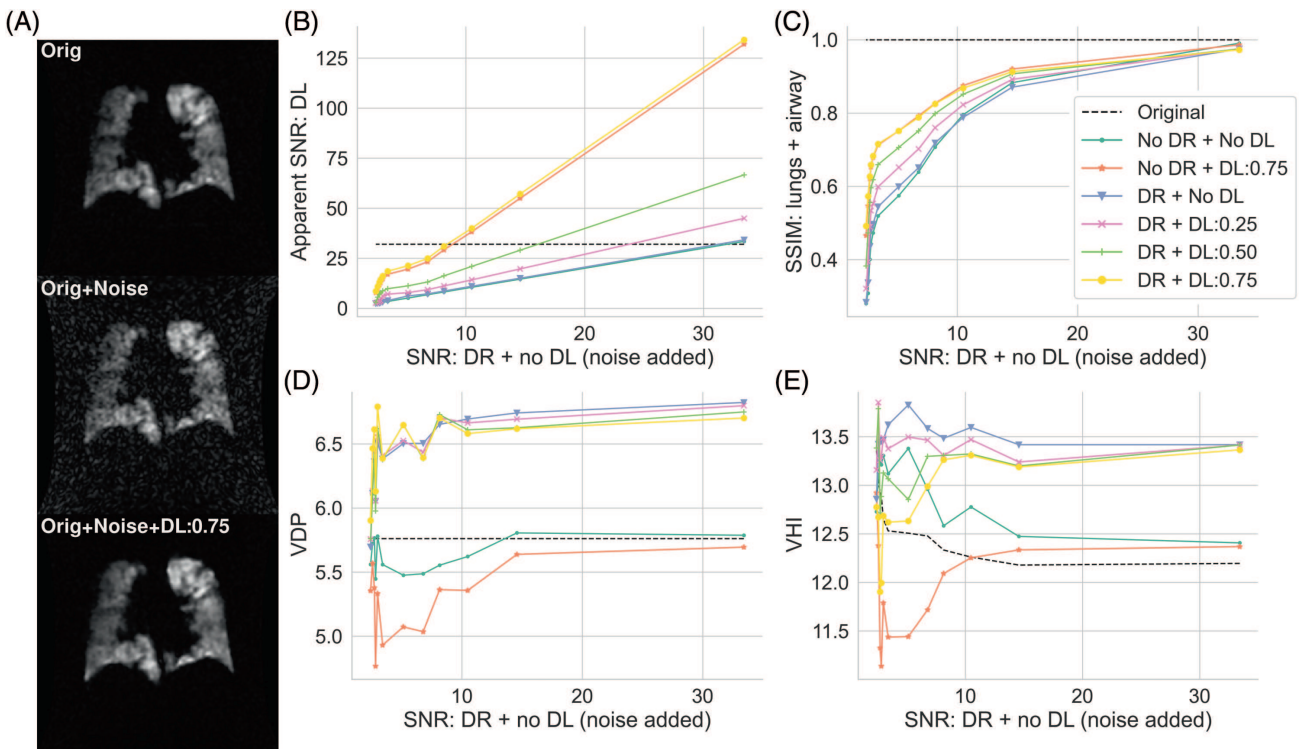 (A)
Orig
Orig+Noise
Orig+Noise+DL:0.75
(B)
Apparent SNR: DL
125
100
75
50
25
0
10
20
30
SNR: DR + no DL (noise added)
(C)
SSIM: lungs + airway
1.0
0.8
0.6
0.4
10
20
30
SNR: DR + no DL (noise added)
Original
No DR + No DL
No DR + DL:0.75
DR + No DL
DR + DL:0.25
DR + DL:0.50
DR + DL:0.75
(D)
VDP
6.5
6.0
5.5
5.0
10
20
30
SNR: DR + no DL (noise added)
(E)
VHI
13.5
13.0
12.5
12.0
11.5
10
20
30
SNR: DR + no DL (noise added)